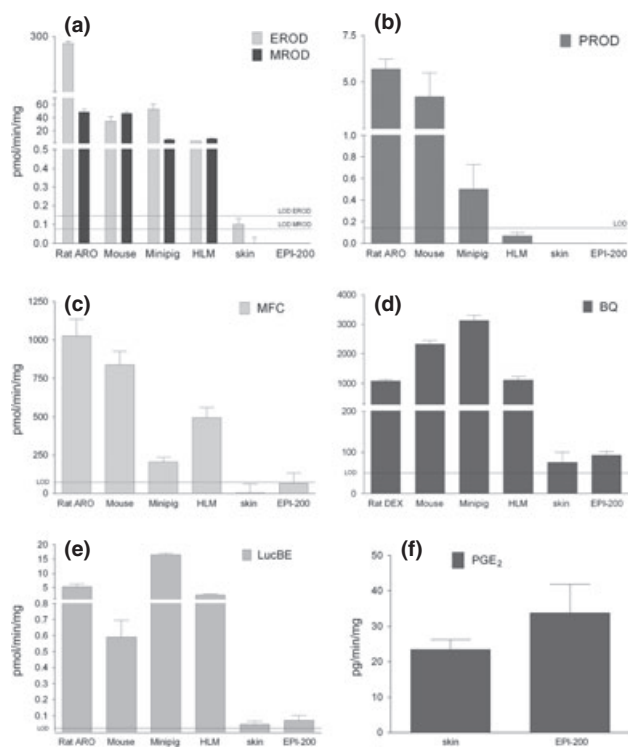 (a)
EROD
MROD
300
60
40
20
0.5
0.4
0.3
0.2
0.1
0.0
pmol/min/mg
LOD EROD
LOD MROD
Rat ARO Mouse Minipig HLM skin EPI-200
(b)
PROD
7.5
5.0
1.0
0.8
0.6
0.4
0.2
0.0
LOD
Rat ARO Mouse Minipig HLM skin EPI-200
(c)
MFC
1250
1000
750
500
250
LOD
0
pmol/min/mg
Rat ARO Mouse Minipig HLM skin EPI-200
(d)
BQ
4000
3000
2000
1000
200
100
LOD
0
Rat DEX Mouse Minipig HLM skin EPI-200
(e)
LucBE
20
15
10
5
0.8
0.7
0.6
0.5
0.4
0.3
0.2
0.1
LOD
pmol/min/mg
Rat ARO Mouse Minipig HLM skin EPI-200
(f)
PGE₂
50
40
30
20
10
0
pg/min/mg
skin EPI-200